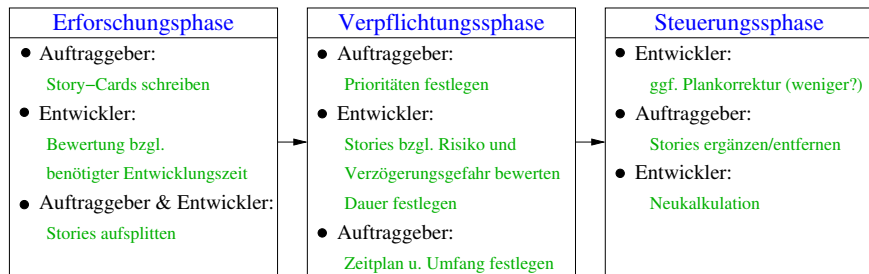 Erforschungsphase
● Auftraggeber:
Story−Cards schreiben
● Entwickler:
Bewertung bzgl.
benötigter Entwicklungszeit
● Auftraggeber & Entwickler:
Stories aufsplitten
Verpflichtungssphase
● Auftraggeber:
Prioritäten festlegen
● Entwickler:
Stories bzgl. Risiko und
Verzögerungsgefahr bewerten
Dauer festlegen
● Auftraggeber:
Zeitplan u. Umfang festlegen
Steuerungsphase
● Entwickler:
ggf. Plankorrektur (weniger?)
● Auftraggeber:
Stories ergänzen/entfernen
● Entwickler:
Neukalkulation